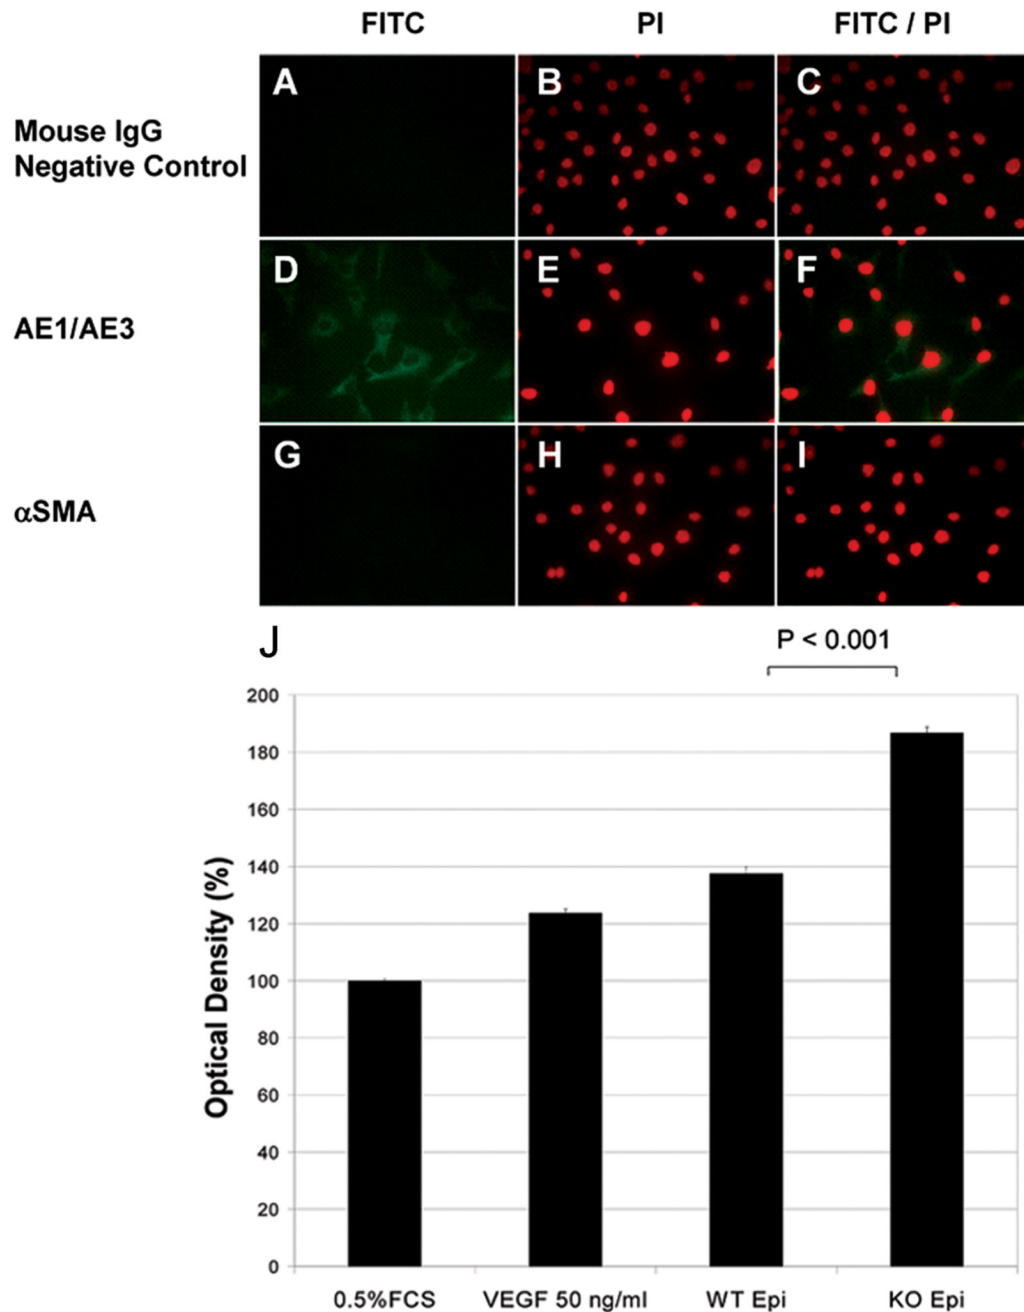 FITC PI FITC / PI
A B C
Mouse IgG
Negative Control
D E F
AE1/AE3
G H I
αSMA
J
P < 0.001
200
180
160
140
120
100
80
60
40
20
0
Optical Density (%)
0.5%FCS VEGF 50 ng/ml WT Epi KO Epi